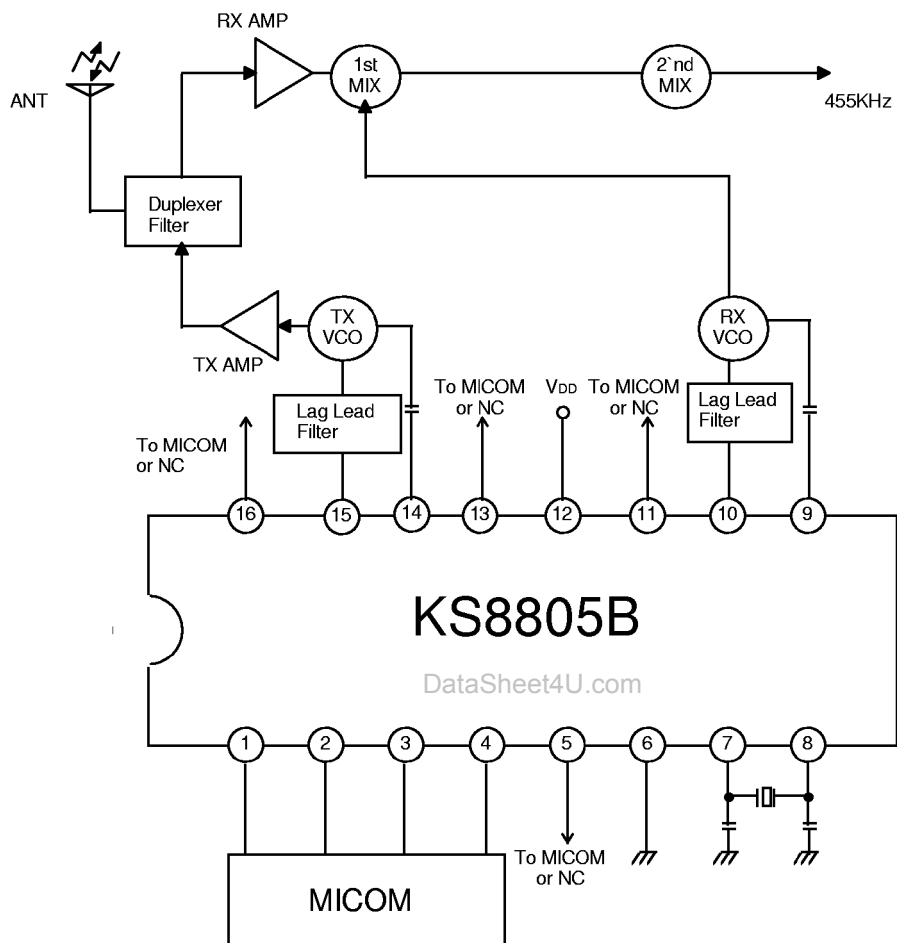 RX AMP
1st
MIX
2`nd
MIX
ANT
455KHz
Duplexer
Filter
TX
VCO
RX
VCO
TX AMP
To MICOM
or NC
VDD
To MICOM
or NC
Lag Lead
Filter
Lag Lead
Filter
To MICOM
or NC
16
15
14
13
12
11
10
9
KS8805B
DataSheet4U.com
1
2
3
4
5
6
7
8
To MICOM
or NC
MICOM